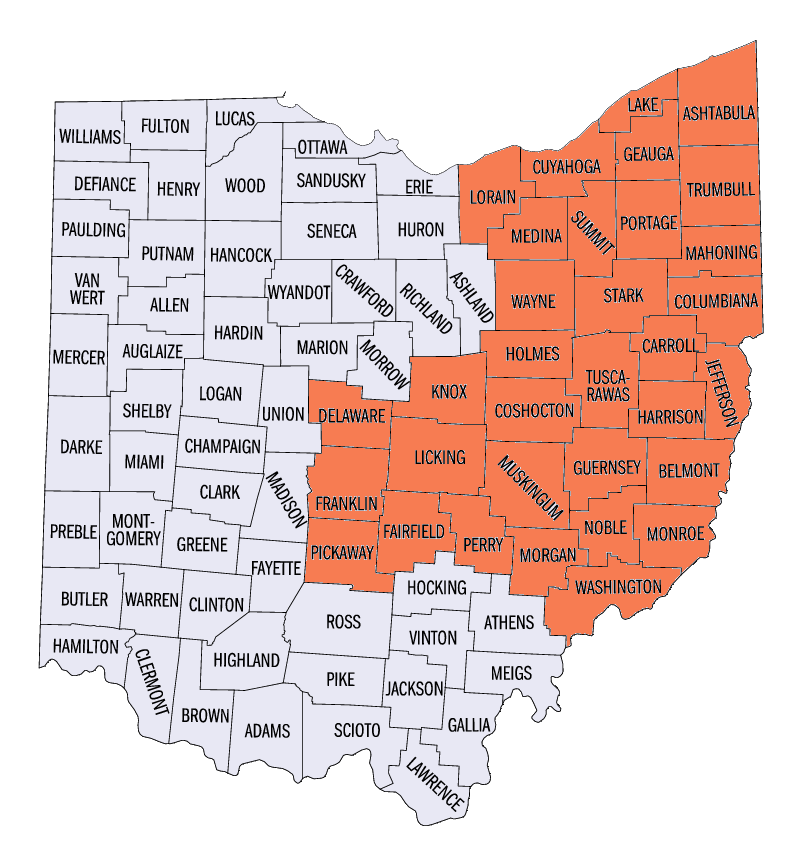 LAKE
ASHTABULA
WILLIAMS
FULTON
LUCAS
OTTAWA
CUYAHOGA
GEAUGA
DEFIANCE
HENRY
WOOD
SANDUSKY
ERIE
LORAIN
TRUMBULL
PAULDING
SENECA
HURON
MEDINA
SUMMIT
PORTAGE
PUTNAM
HANCOCK
MAHONING
VAN
WERT
ALLEN
WYANDOT
CRAWFORD
RICHLAND
ASHLAND
WAYNE
STARK
COLUMBIANA
HARDIN
MERCER
AUGLAIZE
MARION
MORROW
HOLMES
CARROLL
JEFFERSON
LOGAN
UNION
KNOX
TUSCA-
RAWAS
SHELBY
DELAWARE
COSHOCTON
HARRISON
DARKE
MIAMI
CHAMPAIGN
LICKING
GUERNSEY
BELMONT
CLARK
MADISON
FRANKLIN
MUSKINGUM
PREBLE
MONT-
GOMERY
GREENE
PICKAWAY
FAIRFIELD
PERRY
MORGAN
NOBLE
MONROE
FAYETTE
HOCKING
WASHINGTON
BUTLER
WARREN
CLINTON
ROSS
ATHENS
VINTON
HAMILTON
CLERMONT
HIGHLAND
PIKE
JACKSON
MEIGS
BROWN
ADAMS
SCIOTO
GALLIA
LAWRENCE